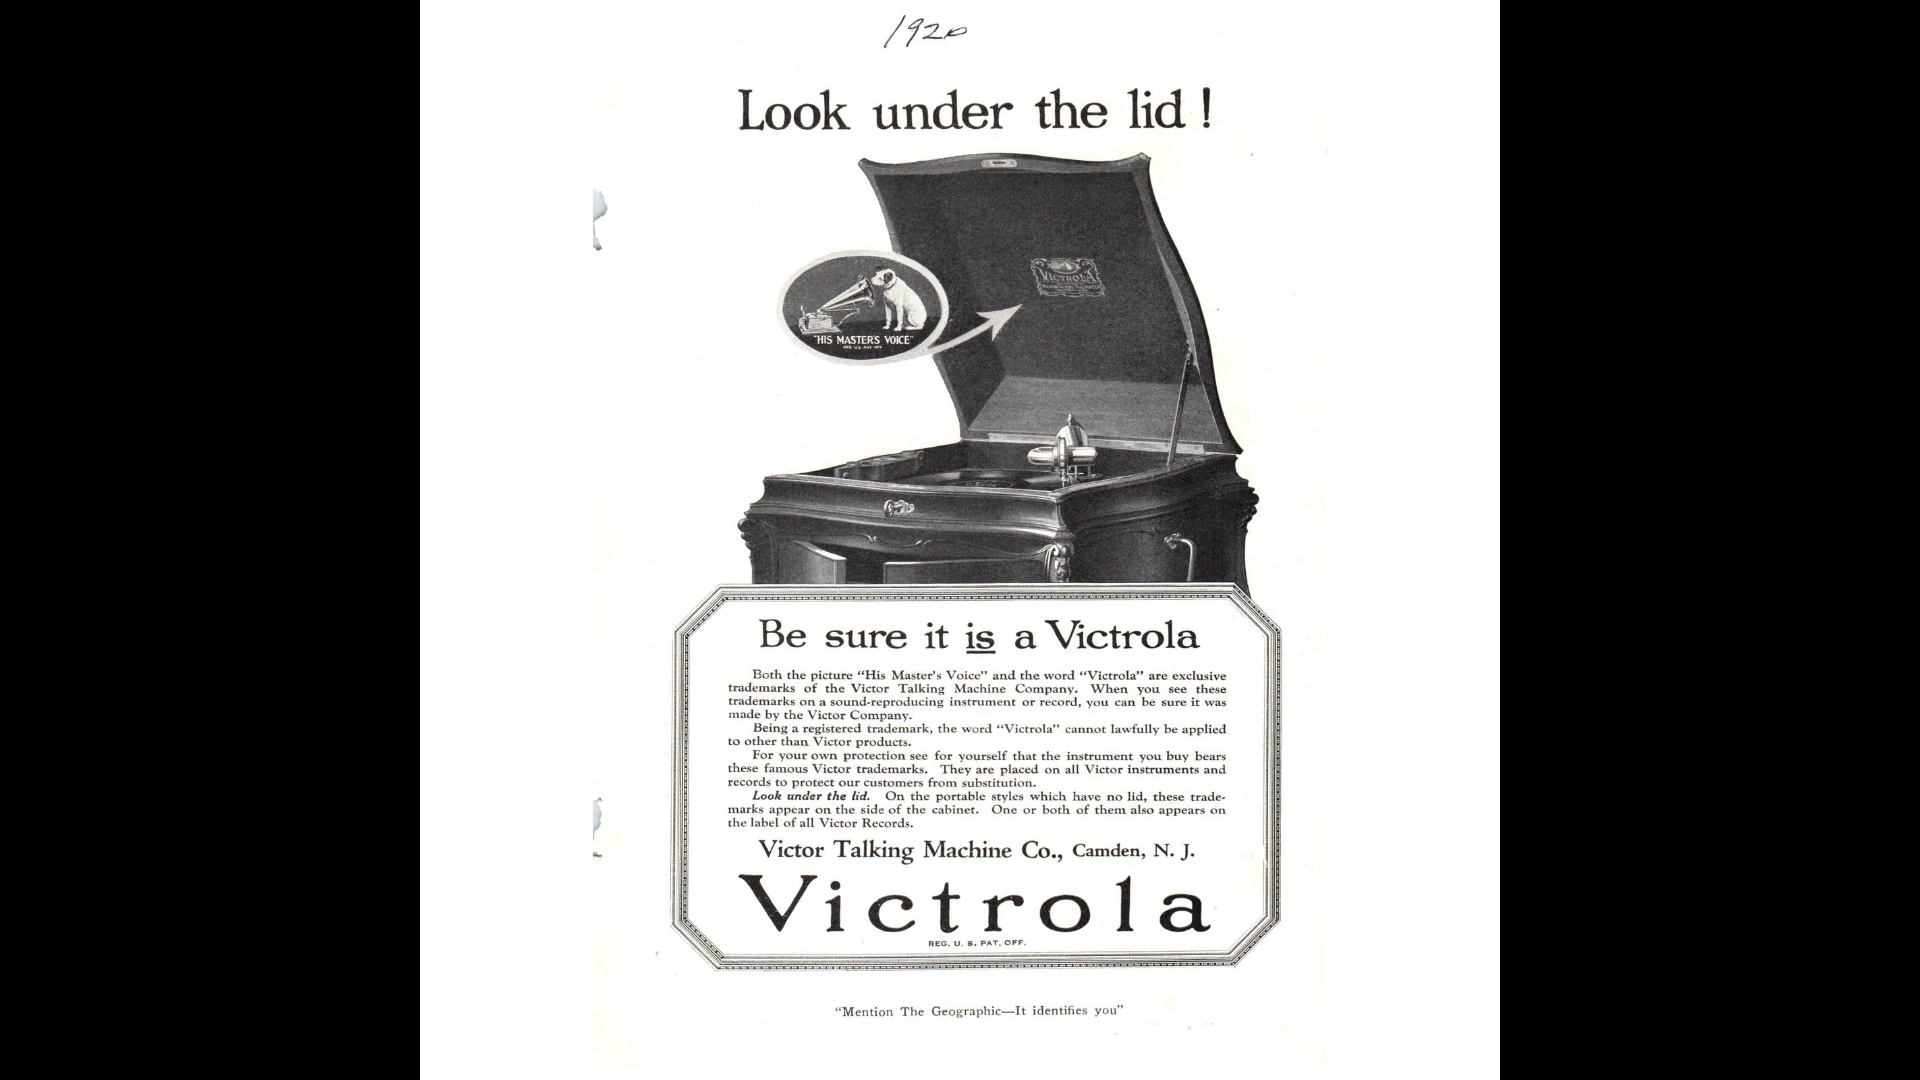 1920
Look under the lid!
VICTROLA
"HIS MASTER'S VOICE"
REG. U.S. PAT. OFF.
Be sure it is a Victrola
Both the picture “His Master's Voice” and the word “Victrola” are exclusive
trademarks of the Victor Talking Machine Company. When you see these
trademarks on a sound-reproducing instrument or record, you can be sure it was
made by the Victor Company.
Being a registered trademark, the word “Victrola” cannot lawfully be applied
to other than Victor products.
For your own protection see for yourself that the instrument you buy bears
these famous Victor trademarks. They are placed on all Victor instruments and
records to protect our customers from substitution.
Look under the lid. On the portable styles which have no lid, these trade-
marks appear on the side of the cabinet. One or both of them also appears on
the label of all Victor Records.
Victor Talking Machine Co., Camden, N. J.
Victrola
REG. U. S. PAT. OFF.
“Mention The Geographic—It identifies you”